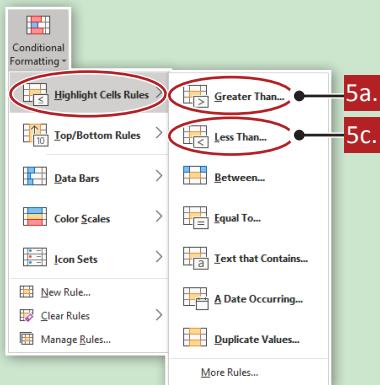 Conditional
Formatting
Highlight Cells Rules
Top/Bottom Rules
10
Data Bars
Color Scales
Icon Sets
New Rule...
Clear Rules
Manage Rules...
Greater Than...
5a.
Less Than...
5c.
Between...
Equal To...
a
Text that Contains...
A Date Occurring...
Duplicate Values...
More Rules...